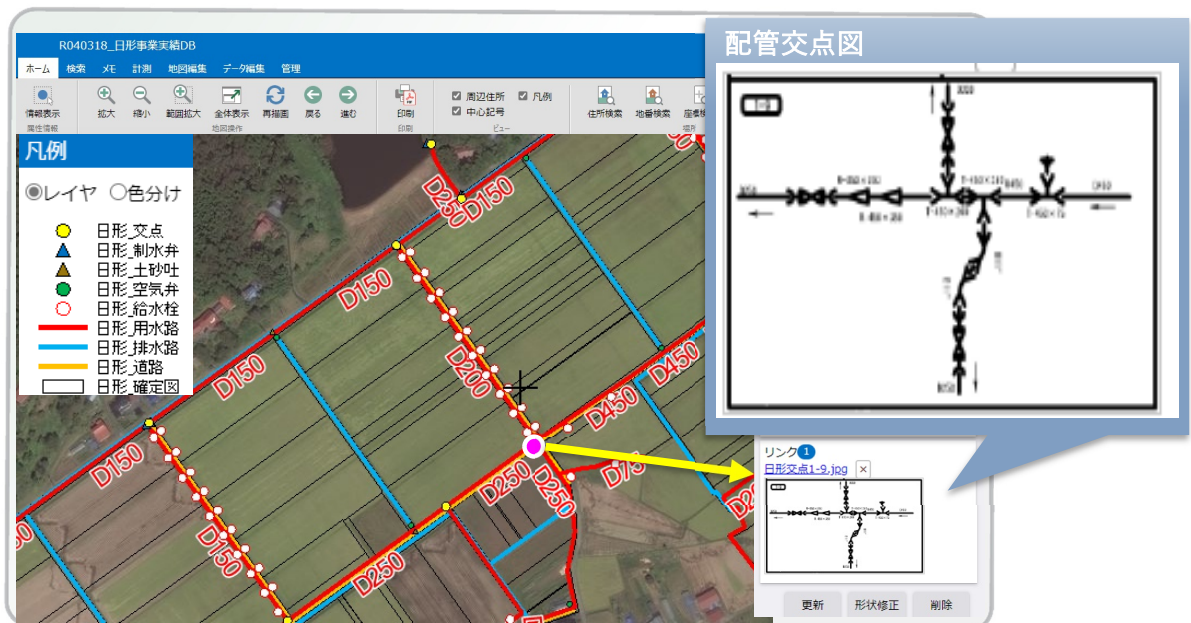 R040318_日形事業実績DB
ホーム 検索 メモ 計測 地図編集 データ編集 管理
情報表示 拡大 縮小 範囲拡大 全体表示 再描画 戻る 進む 印刷 周辺住所 凡例 中心記号 住所検索 地番検索
属性情報 地図操作 印刷 ビュー 場所
凡例
レイヤ 色分け
日形_交点
日形_制水弁
日形_土砂吐
日形_空気弁
日形_給水栓
日形_用水路
日形_排水路
日形_道路
日形_確定図
D250
D150
D150
D150
D200
D450
D450
D150
D250
D250
D75
D150
D250
配管交点図
リンク 1
日形交点1-9.jpg ×
更新 形状修正 削除